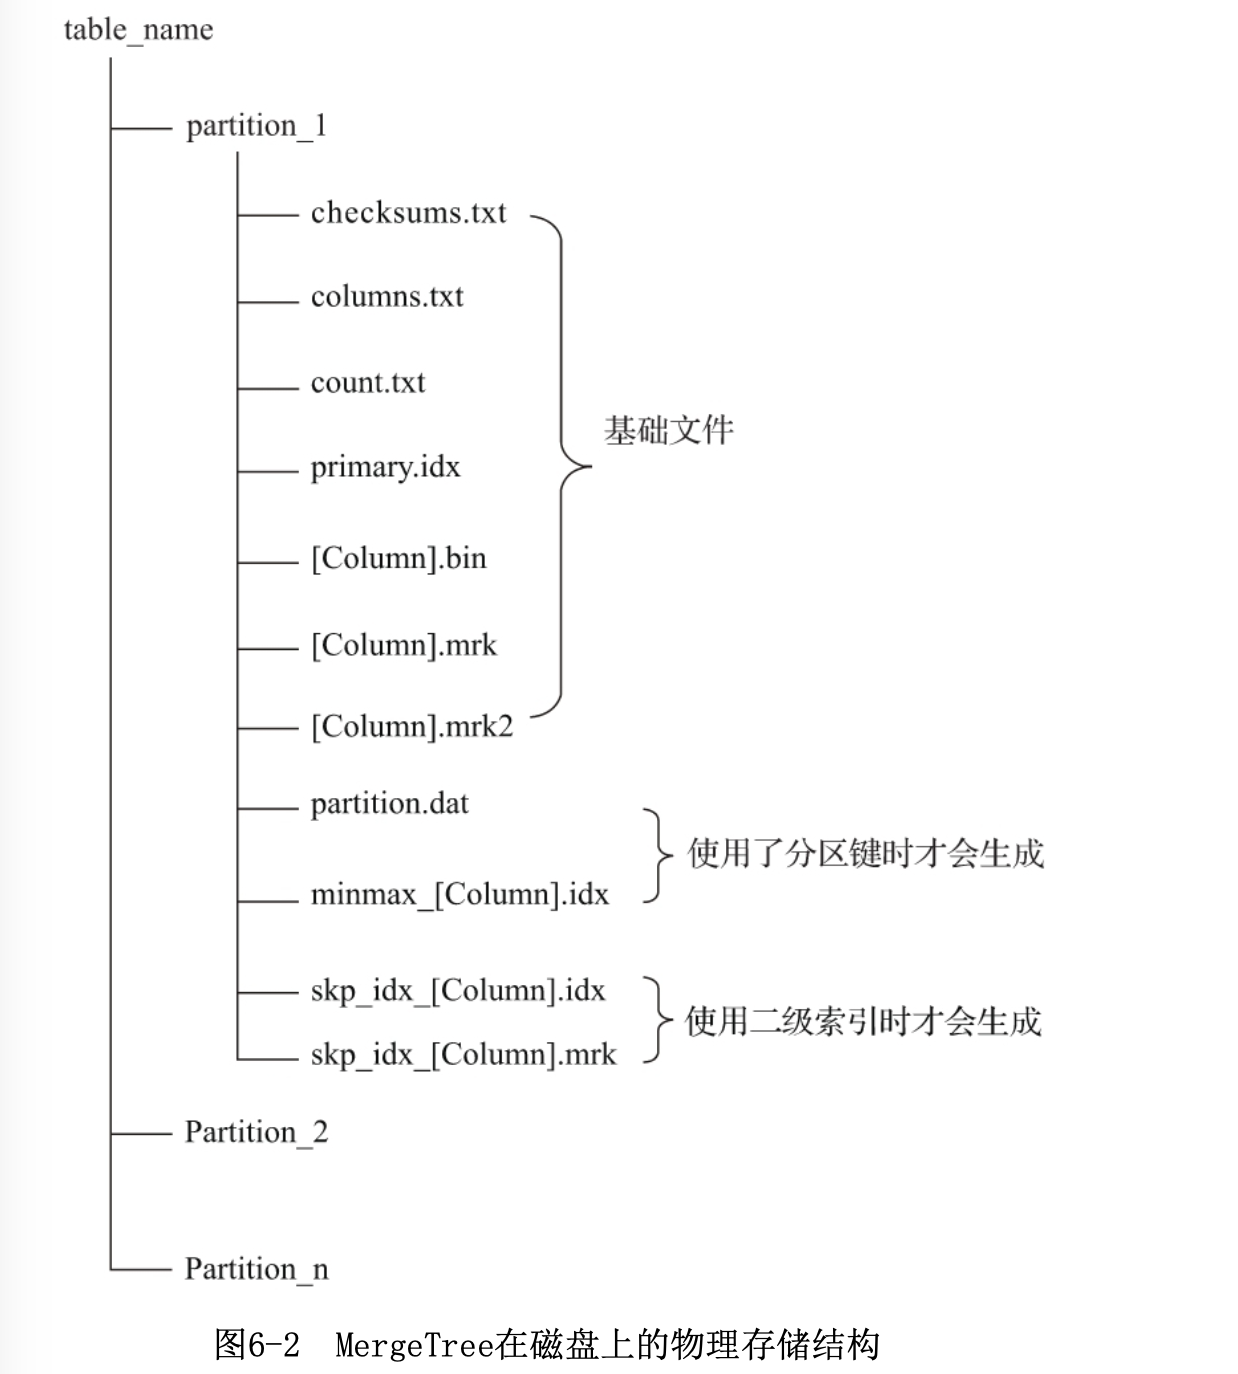 table_name
partition_1
checksums.txt
columns.txt
count.txt
基础文件
primary.idx
[Column].bin
[Column].mrk
[Column].mrk2
partition.dat
使用了分区键时才会生成
minmax_[Column].idx
skp_idx_[Column].idx
使用二级索引时才会生成
skp_idx_[Column].mrk
Partition_2
Partition_n
图6-2 MergeTree在磁盘上的物理存储结构